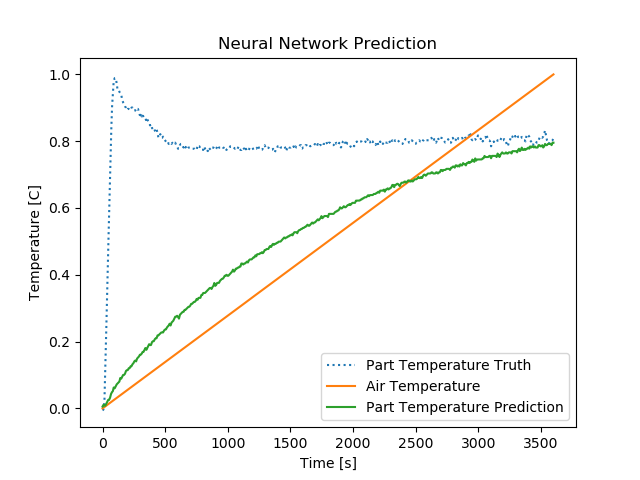 Neural Network Prediction
Temperature [C]
1.0
0.8
0.6
0.4
0.2
0.0
Part Temperature Truth
Air Temperature
Part Temperature Prediction
0 500 1000 1500 2000 2500 3000 3500
Time [s]